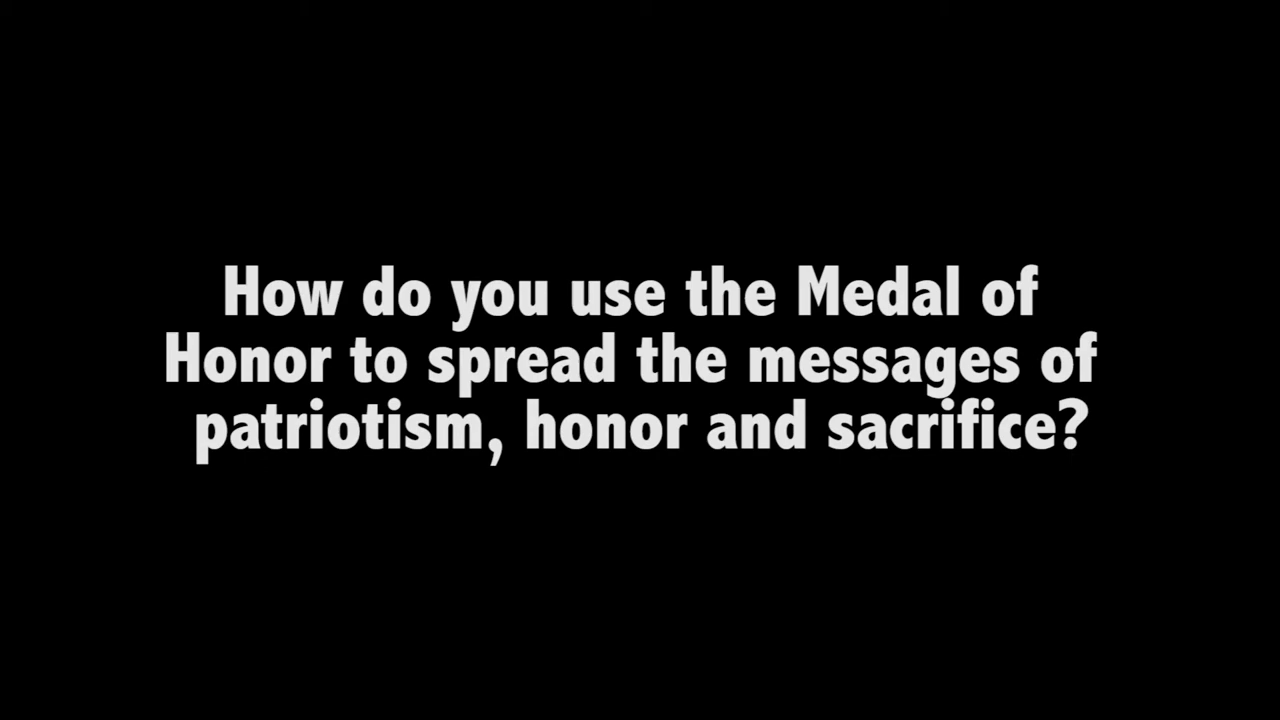 How do you use the Medal of
Honor to spread the messages of
patriotism, honor and sacrifice?